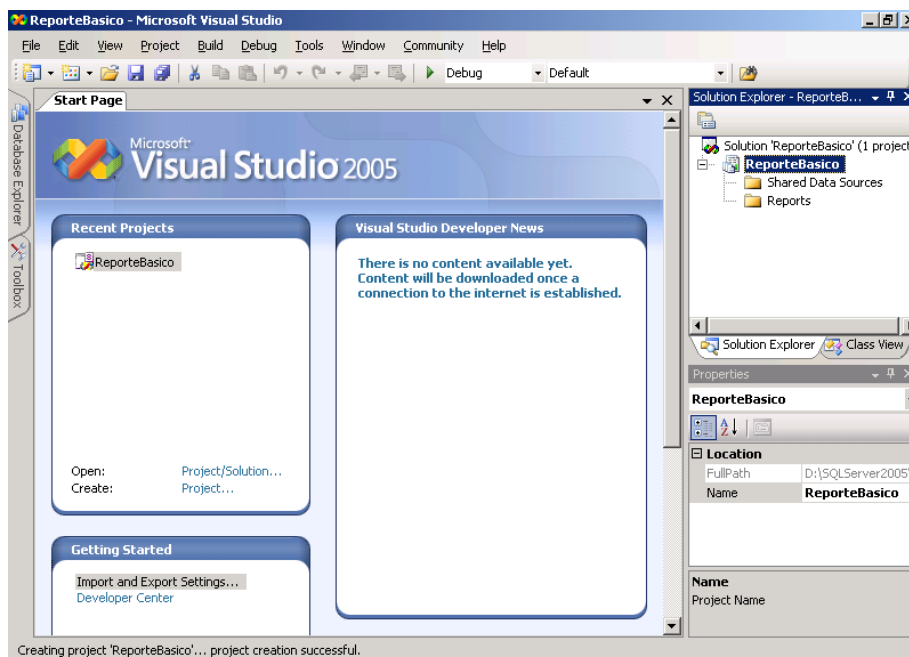 ReporteBasico - Microsoft Visual Studio
File Edit View Project Build Debug Tools Window Community Help
Debug Default
Database Explorer
Toolbox
Start Page
Microsoft
Visual Studio 2005
Recent Projects
ReporteBasico
Open: Project/Solution...
Create: Project...
Getting Started
Import and Export Settings...
Developer Center
Visual Studio Developer News
There is no content available yet.
Content will be downloaded once a
connection to the internet is established.
Solution Explorer - ReporteB...
Solution 'ReporteBasico' (1 project
ReporteBasico
Shared Data Sources
Reports
Solution Explorer Class View
Properties
ReporteBasico
Location
FullPath D:\SQLServer2005
Name ReporteBasico
Name
Project Name
Creating project 'ReporteBasico'... project creation successful.